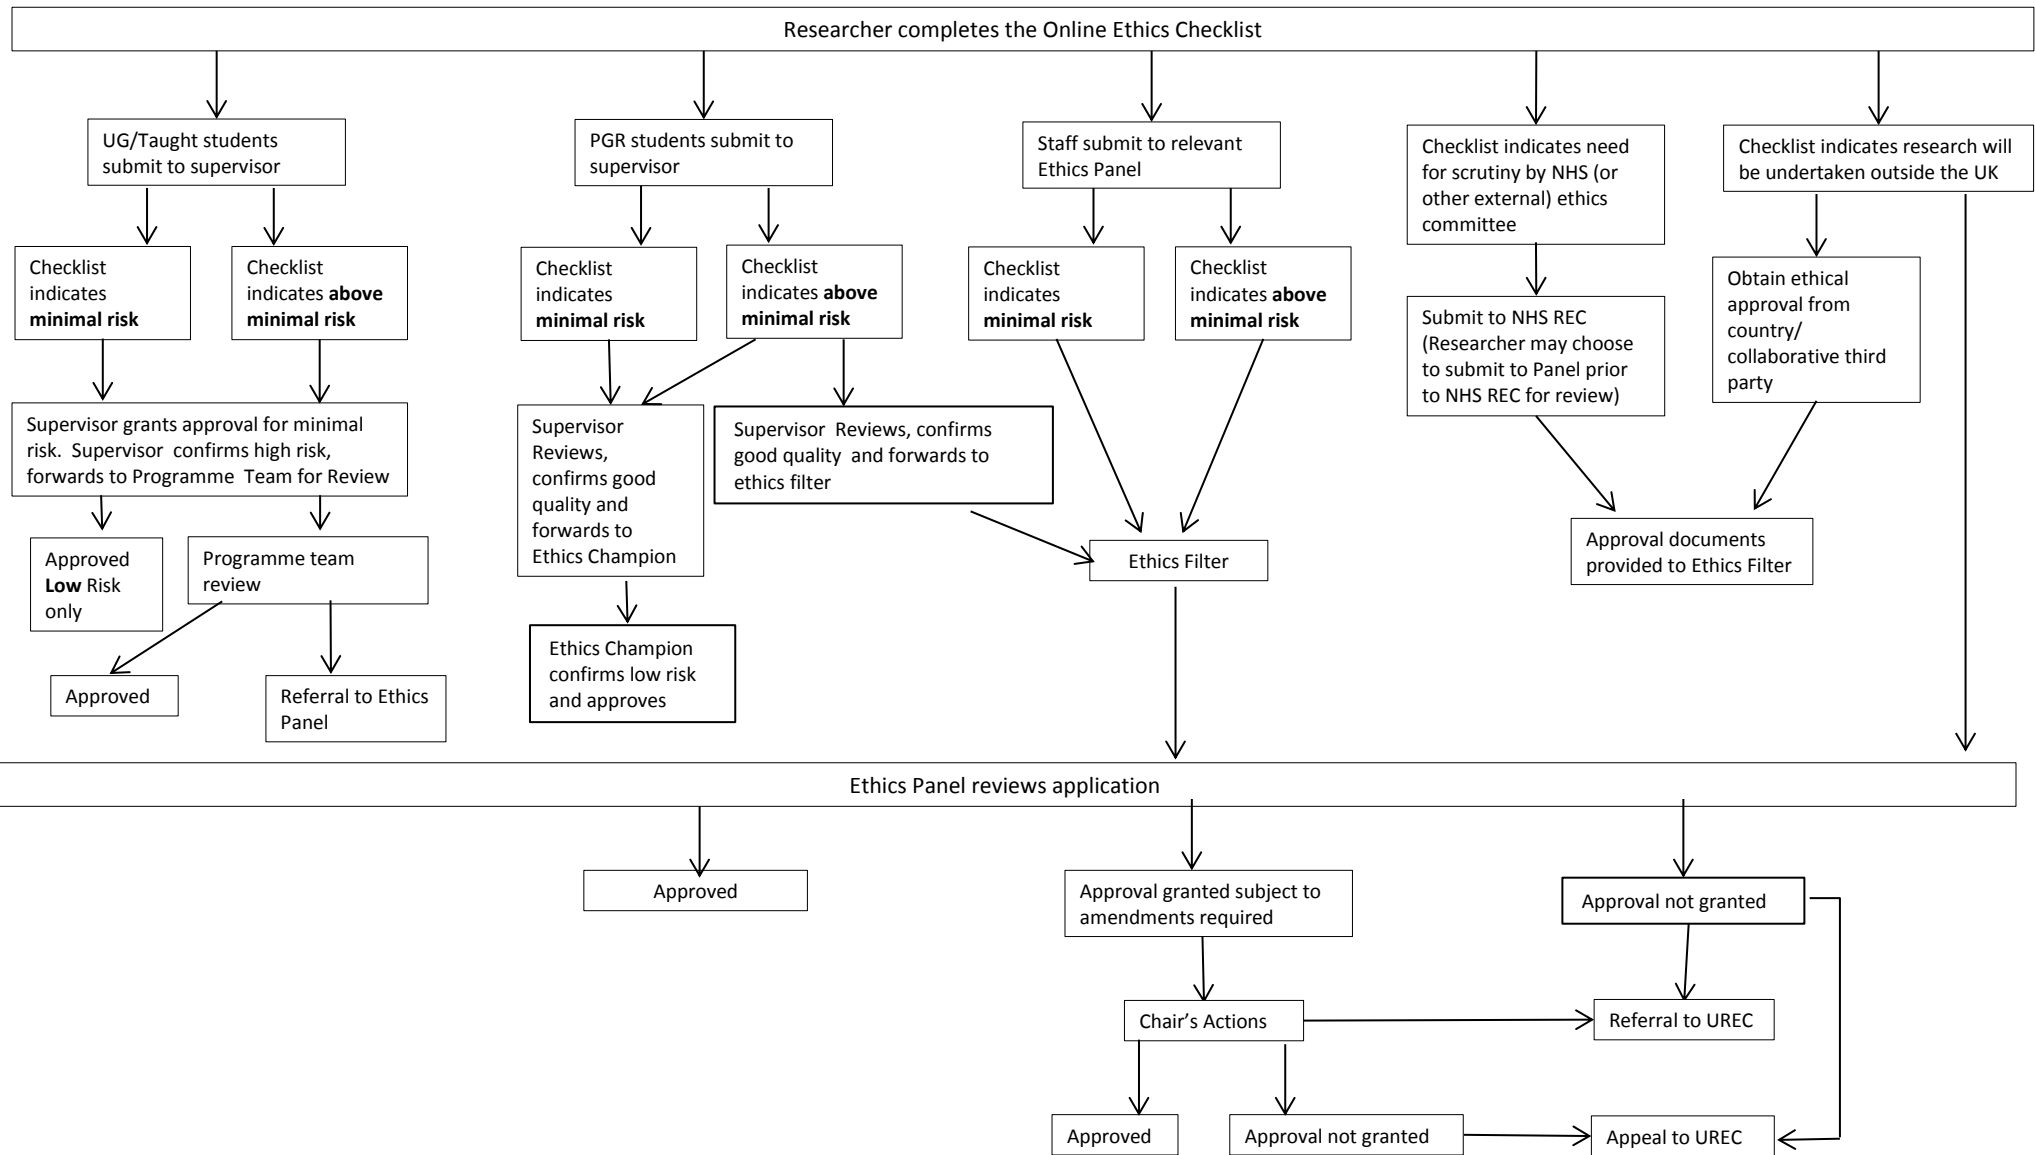 Researcher completes the Online Ethics Checklist
UG/Taught students
submit to supervisor
PGR students submit to
supervisor
Staff submit to relevant
Ethics Panel
Checklist indicates need
for scrutiny by NHS (or
other external) ethics
committee
Checklist indicates research will
be undertaken outside the UK
Checklist
indicates
minimal risk
Checklist
indicates above
minimal risk
Checklist
indicates
minimal risk
Checklist
indicates above
minimal risk
Checklist
indicates
minimal risk
Checklist
indicates above
minimal risk
Submit to NHS REC
(Researcher may choose
to submit to Panel prior
to NHS REC for review)
Obtain ethical
approval from
country/
collaborative third
party
Supervisor grants approval for minimal
risk. Supervisor confirms high risk,
forwards to Programme Team for Review
Supervisor
Reviews,
confirms good
quality and
forwards to
Ethics Champion
Supervisor Reviews, confirms
good quality and forwards to
ethics filter
Approved
Low Risk
only
Programme team
review
Ethics Filter
Approval documents
provided to Ethics Filter
Approved
Referral to Ethics
Panel
Ethics Champion
confirms low risk
and approves
Ethics Panel reviews application
Approved
Approval granted subject to
amendments required
Approval not granted
Chair’s Actions
Referral to UREC
Approved
Approval not granted
Appeal to UREC